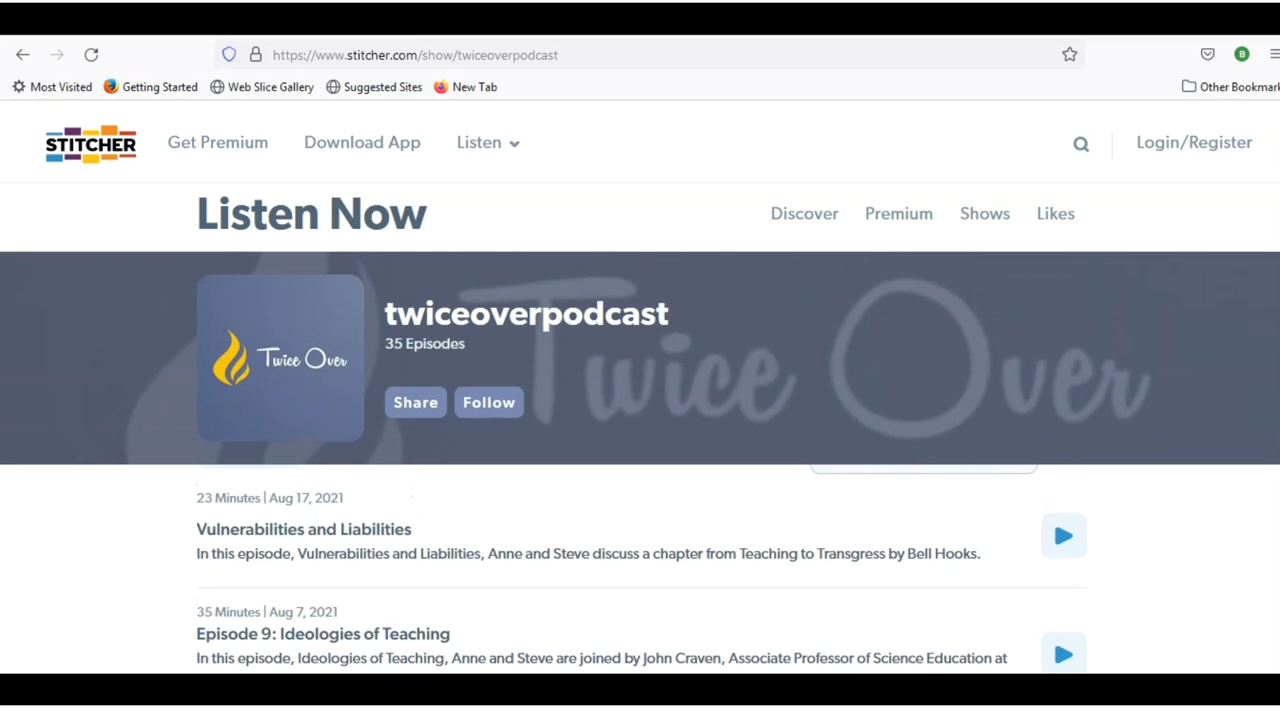 https://www.stitcher.com/show/twiceoverpodcast
B
Most Visited Getting Started Web Slice Gallery Suggested Sites New Tab Other Bookmark
STITCHER Get Premium Download App Listen Login/Register
Listen Now Discover Premium Shows Likes
Twice Over
Twice Over
twiceoverpodcast
35 Episodes
Share Follow
23 Minutes | Aug 17, 2021
Vulnerabilities and Liabilities
In this episode, Vulnerabilities and Liabilities, Anne and Steve discuss a chapter from Teaching to Transgress by Bell Hooks.
35 Minutes | Aug 7, 2021
Episode 9: Ideologies of Teaching
In this episode, Ideologies of Teaching, Anne and Steve are joined by John Craven, Associate Professor of Science Education at